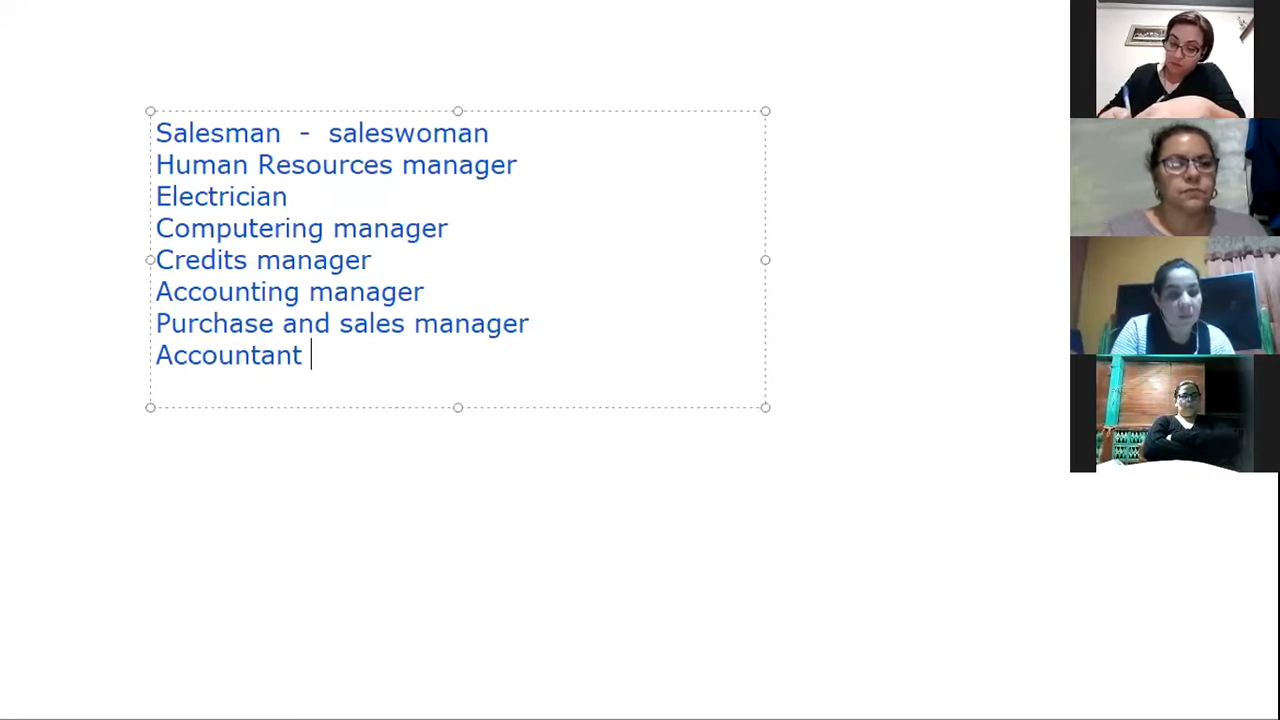 Salesman - saleswoman
Human Resources manager
Electrician
Computering manager
Credits manager
Accounting manager
Purchase and sales manager
Accountant